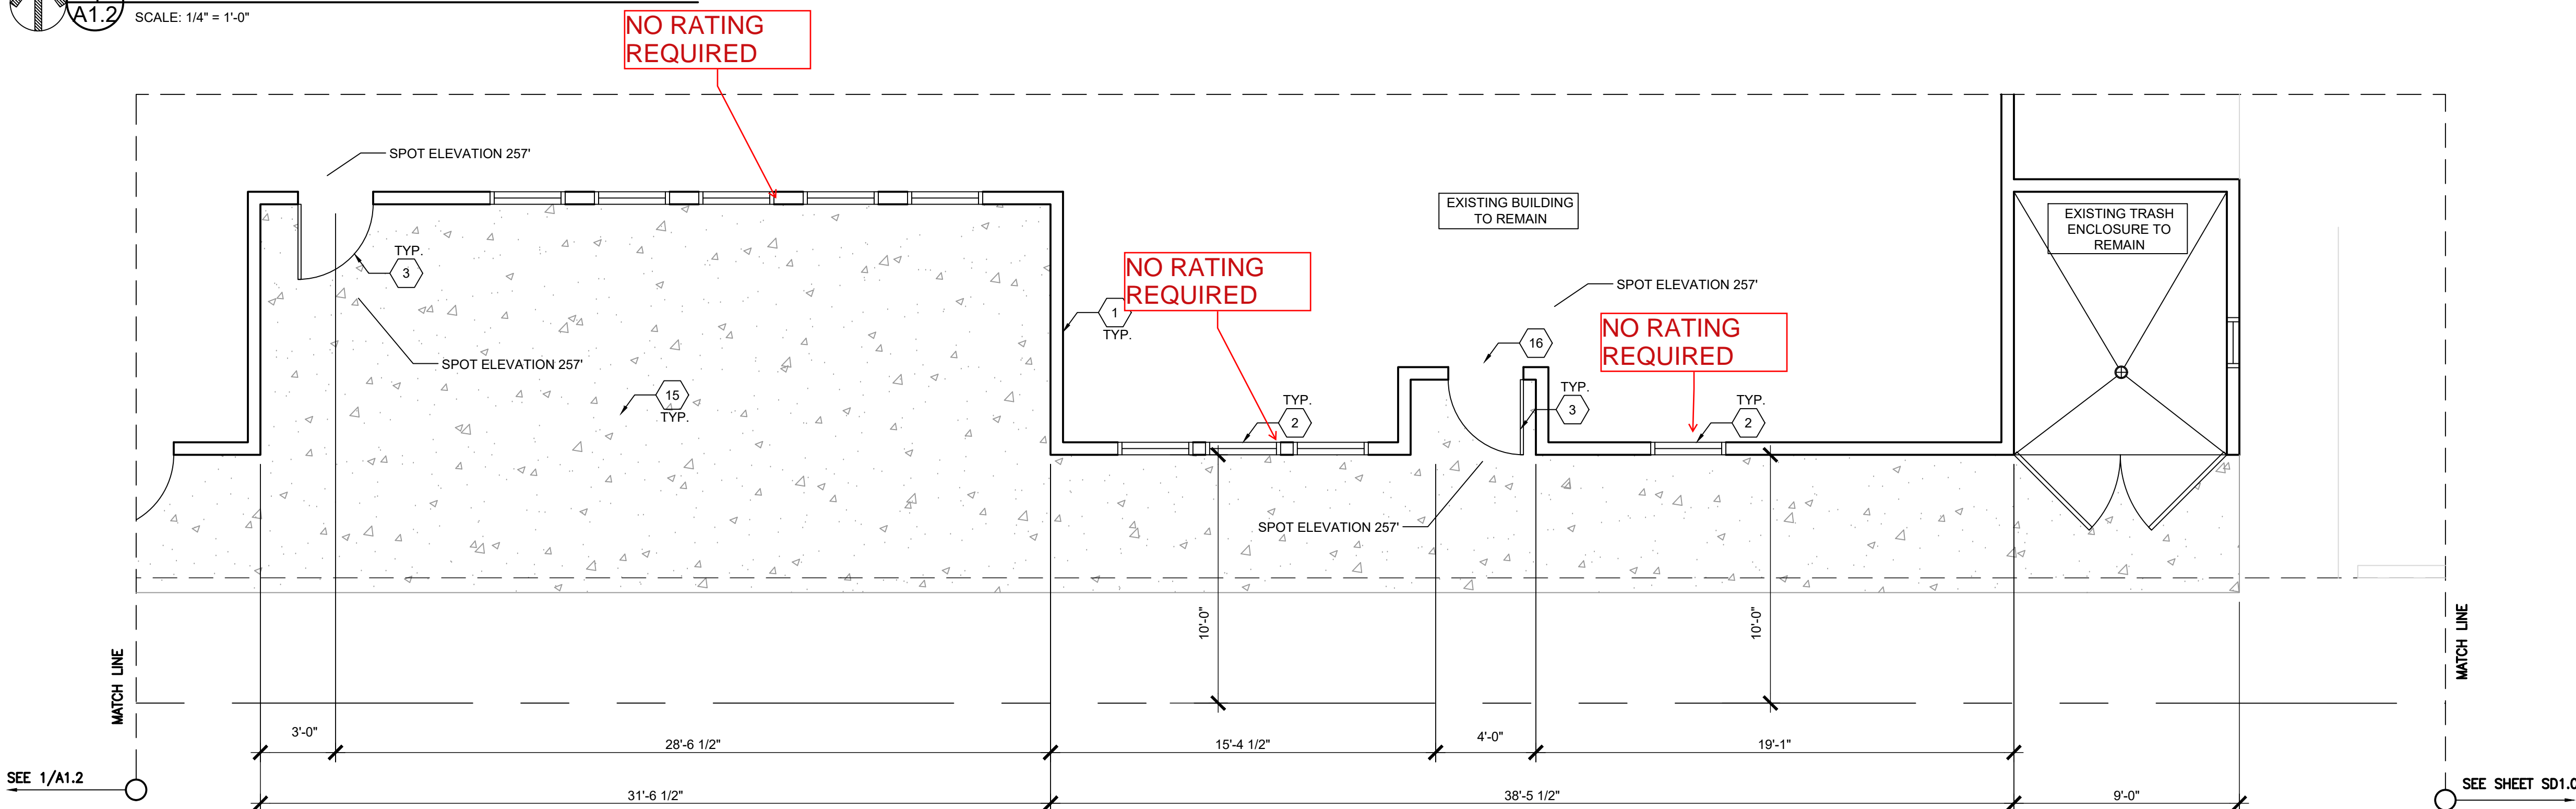 A1.2
SCALE: 1/4" = 1'-0"
NO RATING
REQUIRED
SPOT ELEVATION 257'
TYP.
3
SPOT ELEVATION 257'
15
TYP.
1
TYP.
NO RATING
REQUIRED
EXISTING BUILDING
TO REMAIN
SPOT ELEVATION 257'
16
NO RATING
REQUIRED
EXISTING TRASH
ENCLOSURE TO
REMAIN
TYP.
2
TYP.
3
TYP.
2
SPOT ELEVATION 257'
10'-0"
10'-0"
MATCH LINE
MATCH LINE
3'-0"
28'-6 1/2"
15'-4 1/2"
4'-0"
19'-1"
SEE 1/A1.2
31'-6 1/2"
38'-5 1/2"
9'-0"
SEE SHEET